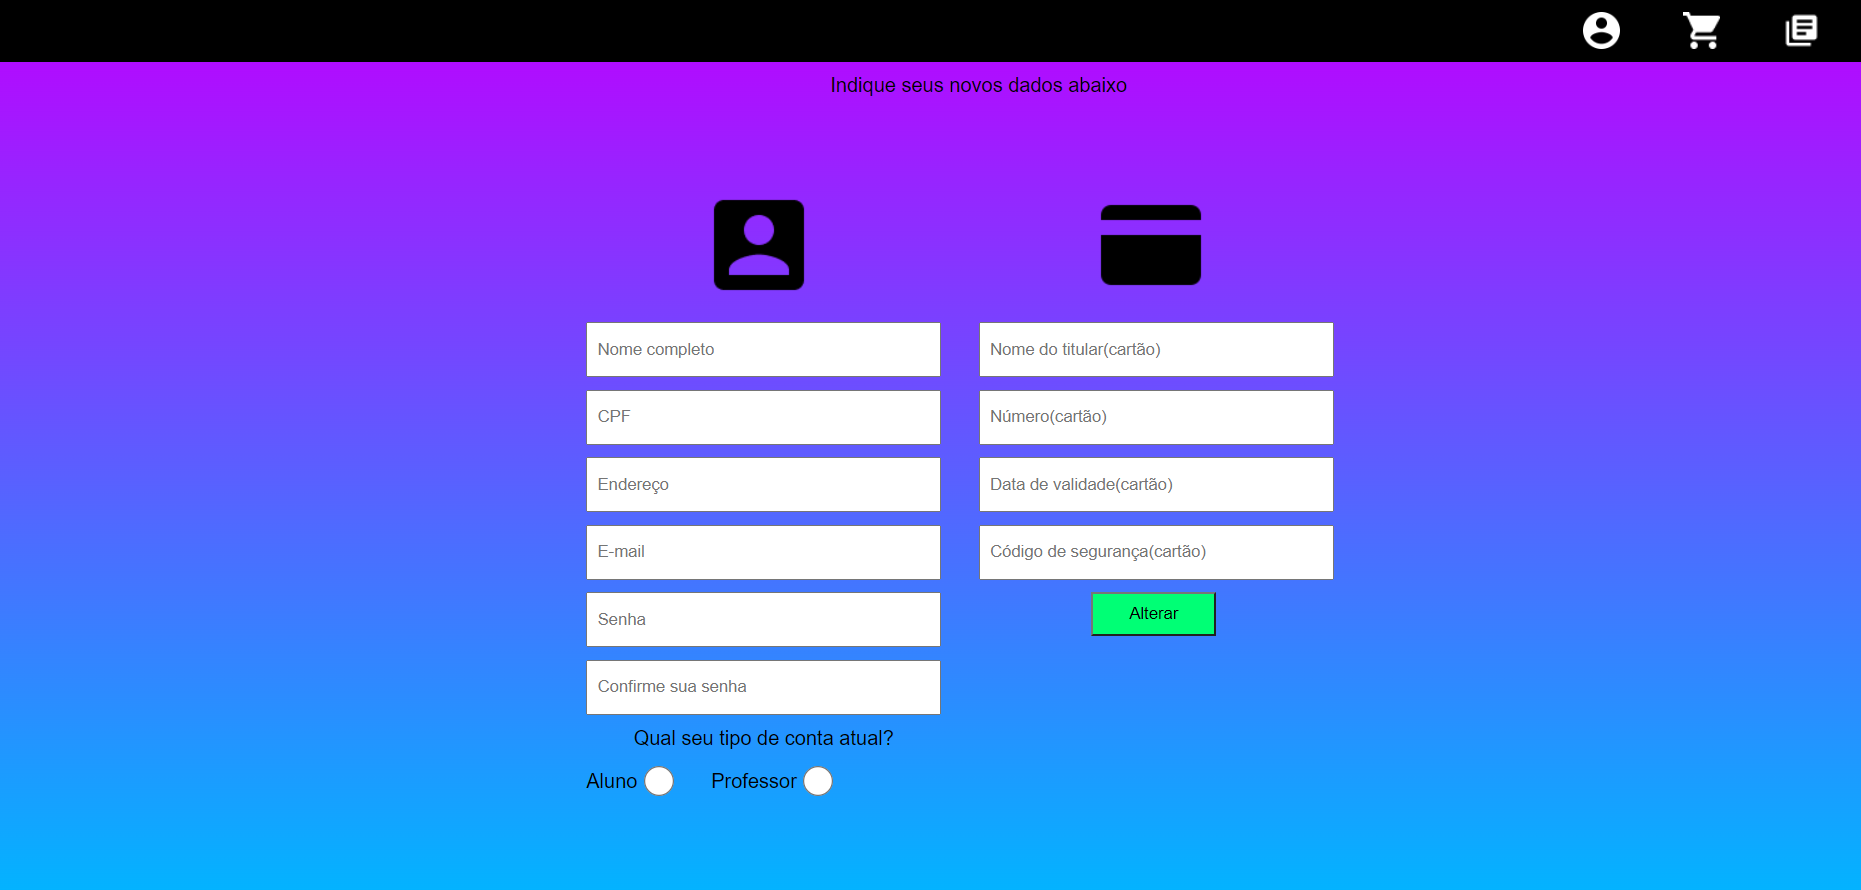 Indique seus novos dados abaixo
Nome completo
CPF
Endereço
E-mail
Senha
Confirme sua senha
Qual seu tipo de conta atual?
Aluno Professor
Nome do titular(cartão)
Número(cartão)
Data de validade(cartão)
Código de segurança(cartão)
Alterar